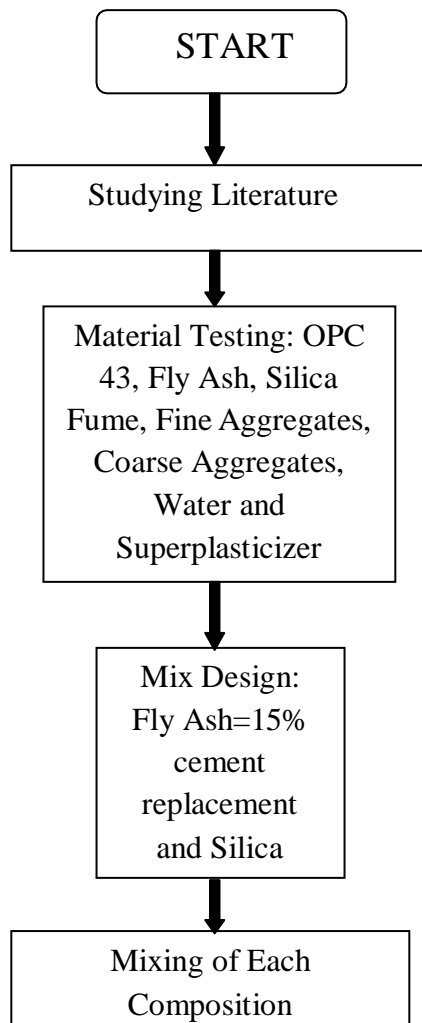 START
Studying Literature
Material Testing: OPC
43, Fly Ash, Silica
Fume, Fine Aggregates,
Coarse Aggregates,
Water and
Superplasticizer
Mix Design:
Fly Ash=15%
cement
replacement
and Silica
Mixing of Each
Composition